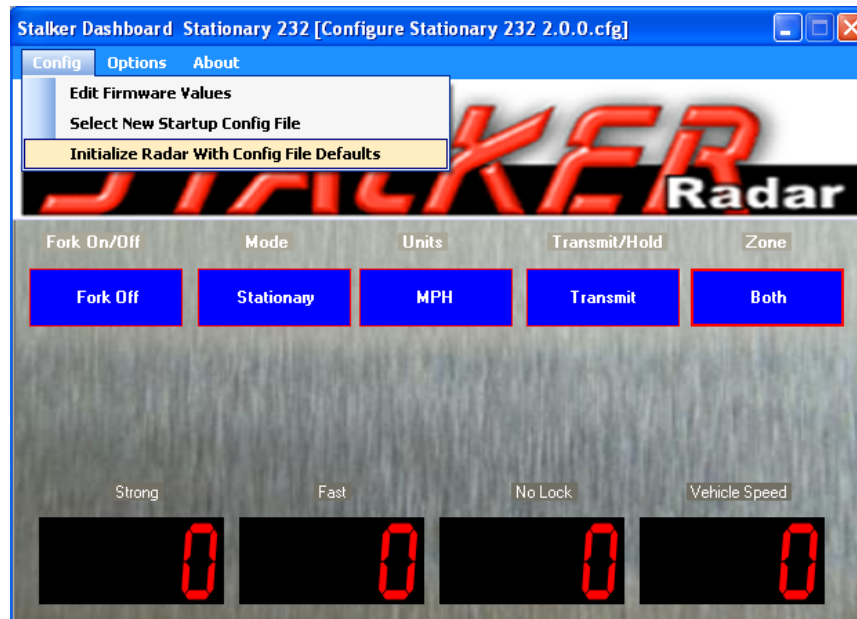 Stalker Dashboard Stationary 232 [Configure Stationary 232 2.0.0.cfg]
Config Options About
Edit Firmware Values
Select New Startup Config File
Initialize Radar With Config File Defaults
STALKER
Radar
Fork On/Off Mode Units Transmit/Hold Zone
Fork Off Stationary MPH Transmit Both
Strong Fast No Lock Vehicle Speed
0 0 0 0